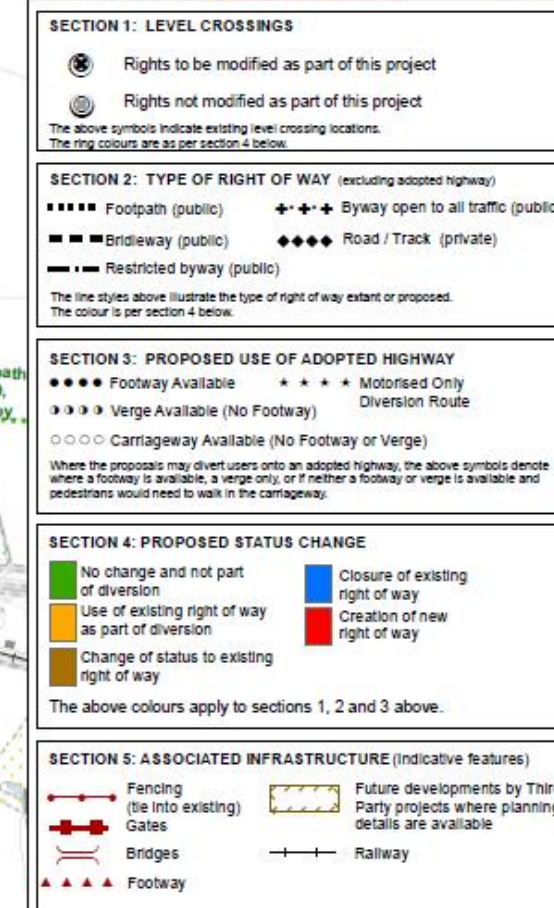 SECTION 1: LEVEL CROSSINGS
Rights to be modified as part of this project
Rights not modified as part of this project
The above symbols indicate existing level crossing locations.
The ring colours are as per section 4 below.
SECTION 2: TYPE OF RIGHT OF WAY (excluding adopted highway)
Footpath (public)
Byway open to all traffic (public
Bridleway (public)
Road / Track (private)
Restricted byway (public)
The line styles above illustrate the type of right of way extant or proposed.
The colour is per section 4 below.
SECTION 3: PROPOSED USE OF ADOPTED HIGHWAY
Footway Available
Motorised Only
Diversion Route
Verge Available (No Footway)
Carriageway Available (No Footway or Verge)
Where the proposals may divert users onto an adopted highway, the above symbols denote
where a footway is available, a verge only, or if neither a footway or verge is available and
pedestrians would need to walk in the carriageway.
SECTION 4: PROPOSED STATUS CHANGE
No change and not part
of diversion
Closure of existing
right of way
Use of existing right of way
as part of diversion
Creation of new
right of way
Change of status to existing
right of way
The above colours apply to sections 1, 2 and 3 above.
SECTION 5: ASSOCIATED INFRASTRUCTURE (Indicative features)
Fencing
(tie into existing)
Future developments by Thir
Party projects where planning
details are available
Gates
Bridges
Railway
Footway